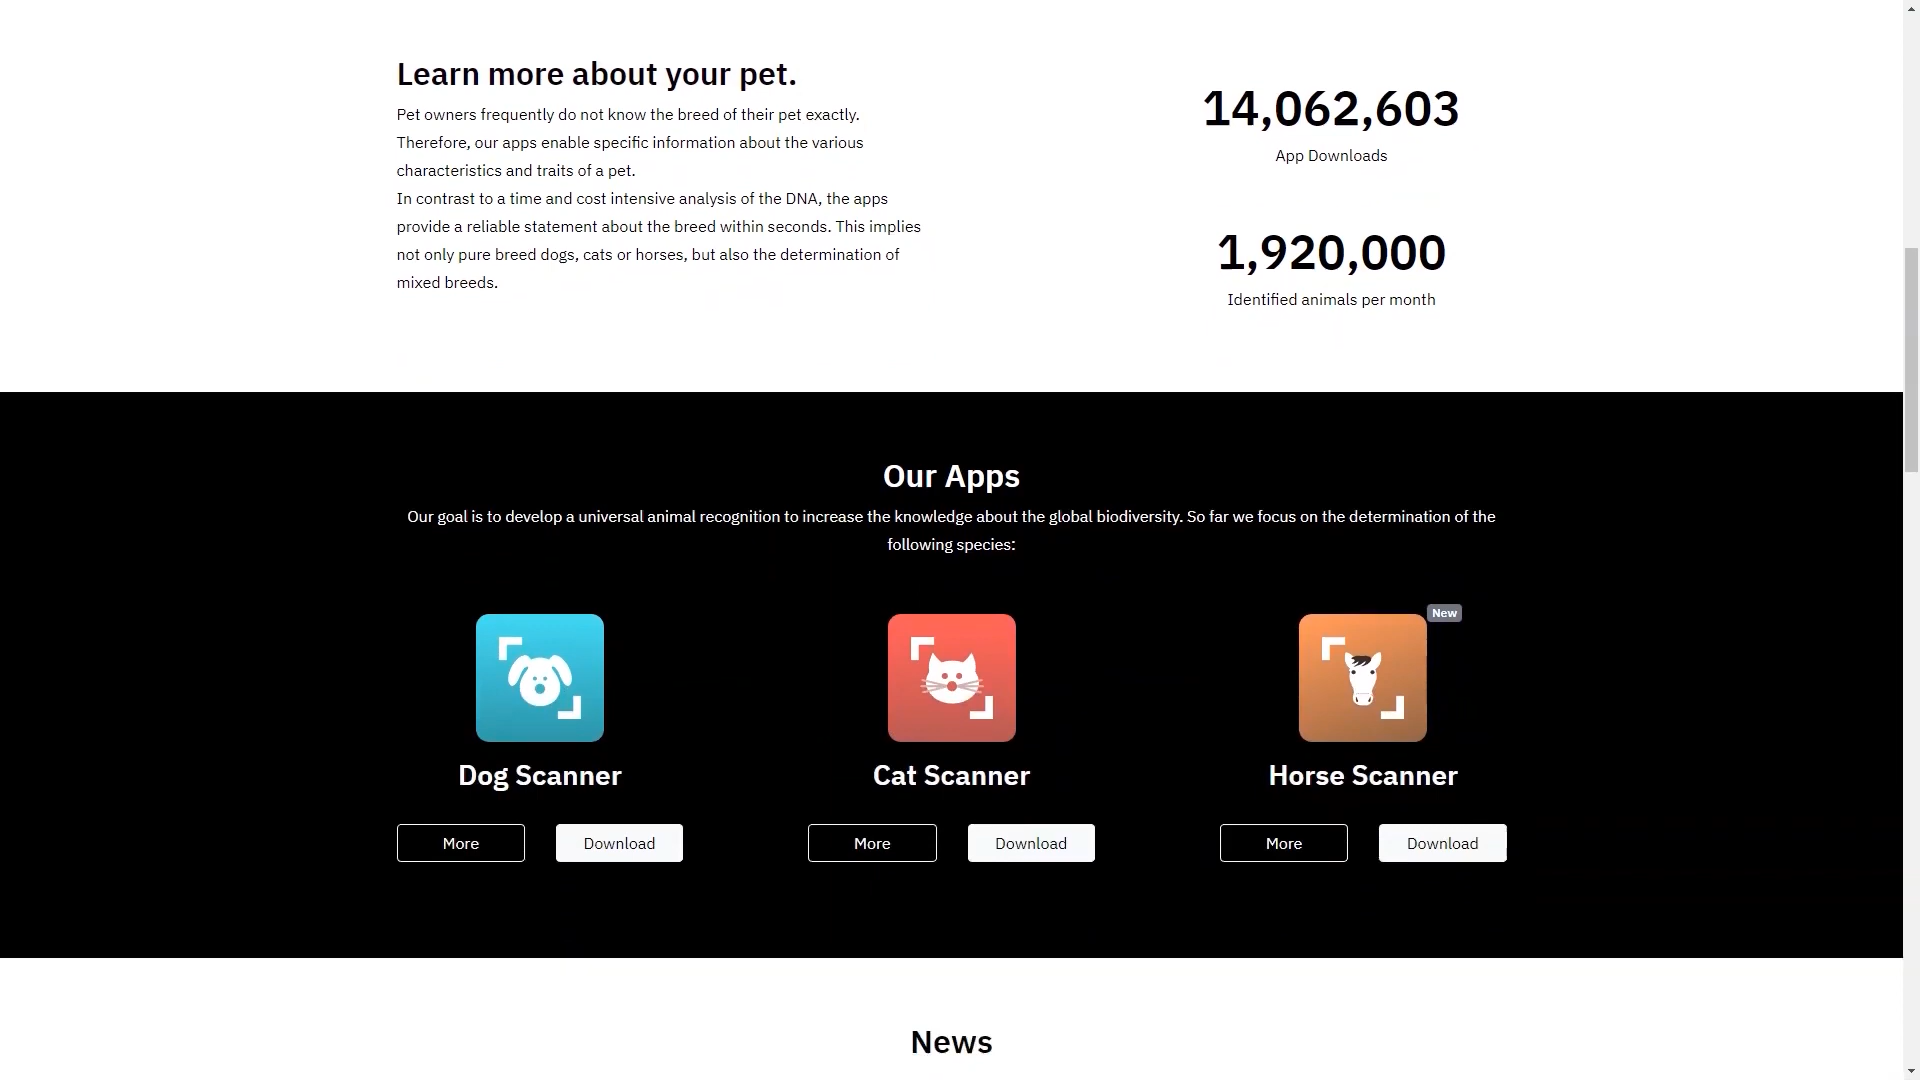 Learn more about your pet.
Pet owners frequently do not know the breed of their pet exactly.
Therefore, our apps enable specific information about the various
characteristics and traits of a pet.
In contrast to a time and cost intensive analysis of the DNA, the apps
provide a reliable statement about the breed within seconds. This implies
not only pure breed dogs, cats or horses, but also the determination of
mixed breeds.
14,062,603
App Downloads
1,920,000
Identified animals per month
Our Apps
Our goal is to develop a universal animal recognition to increase the knowledge about the global biodiversity. So far we focus on the determination of the
following species:
New
Dog Scanner
Cat Scanner
Horse Scanner
More
Download
More
Download
More
Download
News